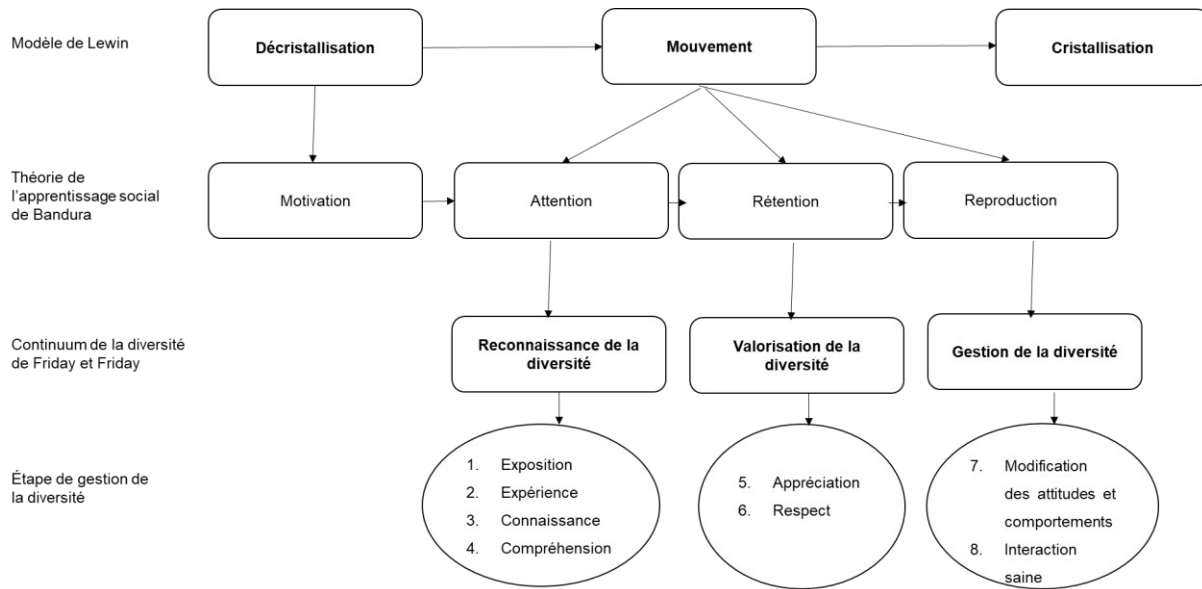 Modèle de Lewin
Décristallisation
Mouvement
Cristallisation
Théorie de
l'apprentissage social
de Bandura
Motivation
Attention
Rétention
Reproduction
Continuum de la diversité
de Friday et Friday
Reconnaissance de la
diversité
Valorisation de la
diversité
Gestion de la diversité
Étape de gestion de
la diversité
1. Exposition
2. Expérience
3. Connaissance
4. Compréhension
5. Appréciation
6. Respect
7. Modification
des attitudes et
comportements
8. Interaction
saine